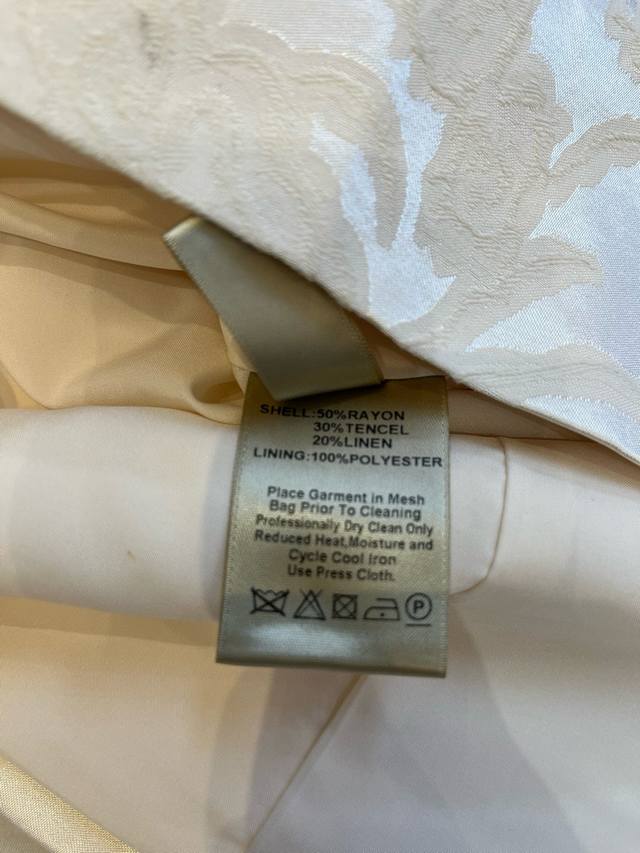 SHELL:50%RAYON
30%TENCEL
20%LINEN
LINING:100%POLYESTER
Place Garment in Mesh
Bag Prior To Cleaning
Professionally Dry Clean Only
Reduced Heat,Moisture and
Cycle Cool Iron
Use Press Cloth.
P